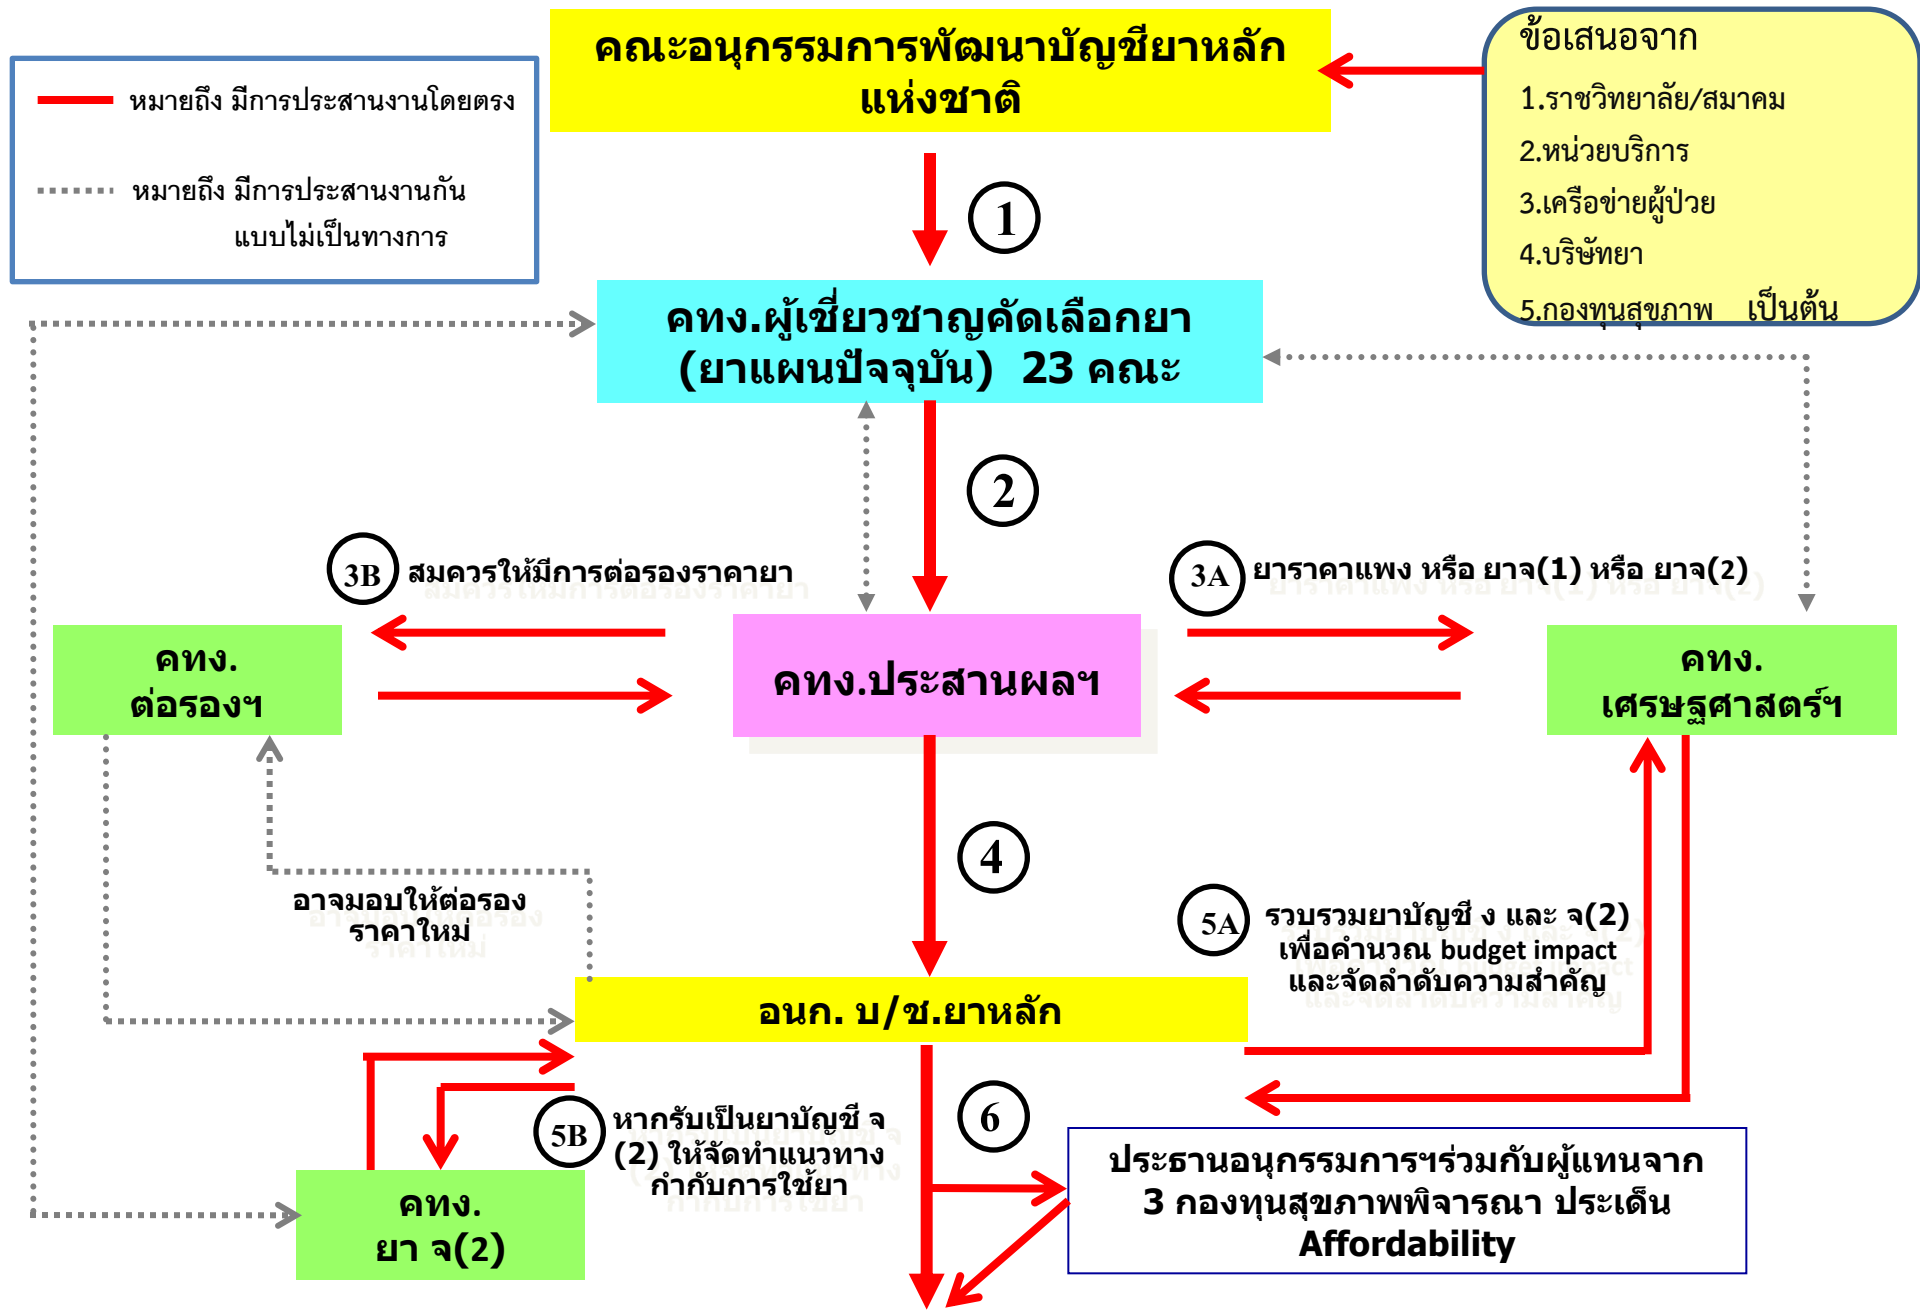 คณะอนุกรรมการพัฒนาบัญชียาหลัก
แห่งชาติ
ข้อเสนอจาก
1.ราชวิทยาลัย/สมาคม
2.หน่วยบริการ
3.เครือข่ายผู้ป่วย
4.บริษัทยา
5.กองทุนสุขภาพ เป็นต้น
หมายถึง มีการประสานงานโดยตรง
หมายถึง มีการประสานงานกัน
แบบไม่เป็นทางการ
1
คทง.ผู้เชี่ยวชาญคัดเลือกยา
(ยาแผนปัจจุบัน) 23 คณะ
2
3B สมควรให้มีการต่อรองราคายา
3A ยาราคาแพง หรือ ยาจ(1) หรือ ยาจ(2)
คทง.
ต่อรองฯ
คทง.ประสานผลฯ
คทง.
เศรษฐศาสตร์ฯ
4
อาจมอบให้ต่อรอง
ราคาใหม่
5A รวบรวมยาบัญชี ง และ จ(2)
เพื่อคำนวณ budget impact
และจัดลำดับความสำคัญ
อนก. บ/ช.ยาหลัก
5B หากรับเป็นยาบัญชี จ
(2) ให้จัดทำแนวทาง
กำกับการใช้ยา
6
คทง.
ยา จ(2)
ประธานอนุกรรมการฯร่วมกับผู้แทนจาก
3 กองทุนสุขภาพพิจารณา ประเด็น
Affordability